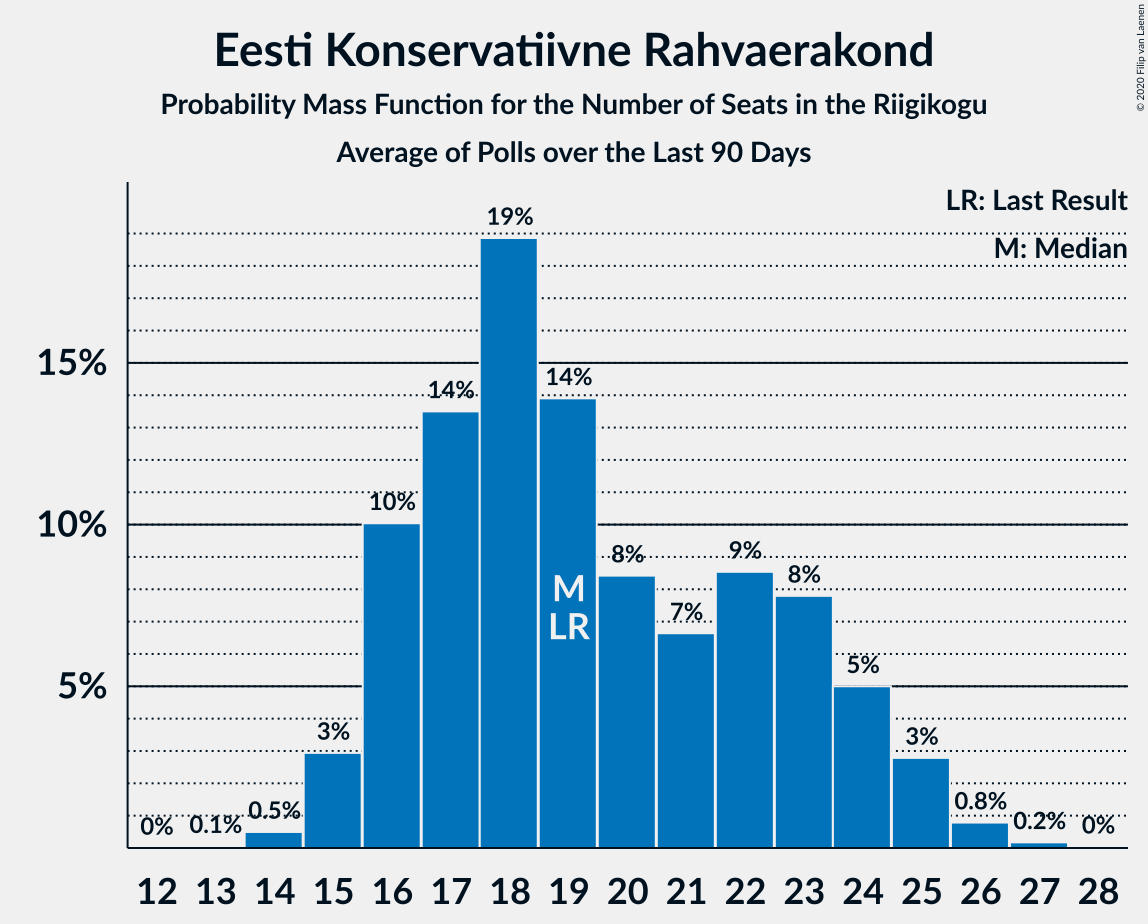 Eesti Konservatiivne Rahvaerakond
Probability Mass Function for the Number of Seats in the Riigikogu
Average of Polls over the Last 90 Days
© 2020 Filip van Laenen
LR: Last Result
M: Median
19%
15%
14%
14%
10%
10%
8%
9%
8%
M
LR
7%
5%
5%
3%
3%
0%
0.1%
0.5%
0.8%
0.2%
0%
12 13 14 15 16 17 18 19 20 21 22 23 24 25 26 27 28